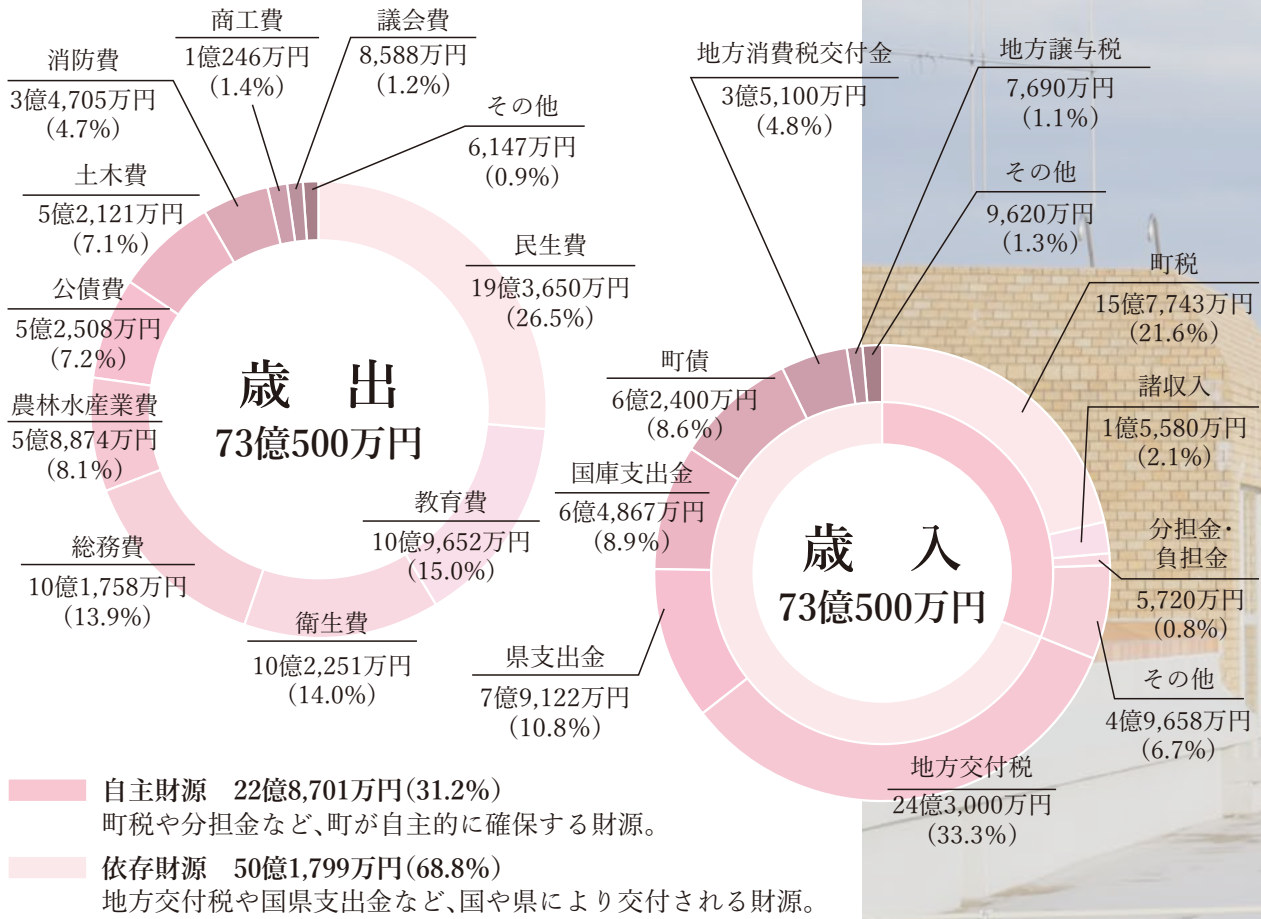 歳 出
73億500万円
民生費
19億3,650万円
(26.5%)
教育費
10億9,652万円
(15.0%)
衛生費
10億2,251万円
(14.0%)
総務費
10億1,758万円
(13.9%)
農林水産業費
5億8,874万円
(8.1%)
公債費
5億2,508万円
(7.2%)
土木費
5億2,121万円
(7.1%)
消防費
3億4,705万円
(4.7%)
商工費
1億246万円
(1.4%)
議会費
8,588万円
(1.2%)
その他
6,147万円
(0.9%)
歳 入
73億500万円
町税
15億7,743万円
(21.6%)
諸収入
1億5,580万円
(2.1%)
分担金・
負担金
5,720万円
(0.8%)
その他
4億9,658万円
(6.7%)
地方交付税
24億3,000万円
(33.3%)
県支出金
7億9,122万円
(10.8%)
国庫支出金
6億4,867万円
(8.9%)
町債
6億2,400万円
(8.6%)
地方消費税交付金
3億5,100万円
(4.8%)
地方譲与税
7,690万円
(1.1%)
その他
9,620万円
(1.3%)
自主財源 22億8,701万円(31.2%)
町税や分担金など、町が自主的に確保する財源。
依存財源 50億1,799万円(68.8%)
地方交付税や国県支出金など、国や県により交付される財源。